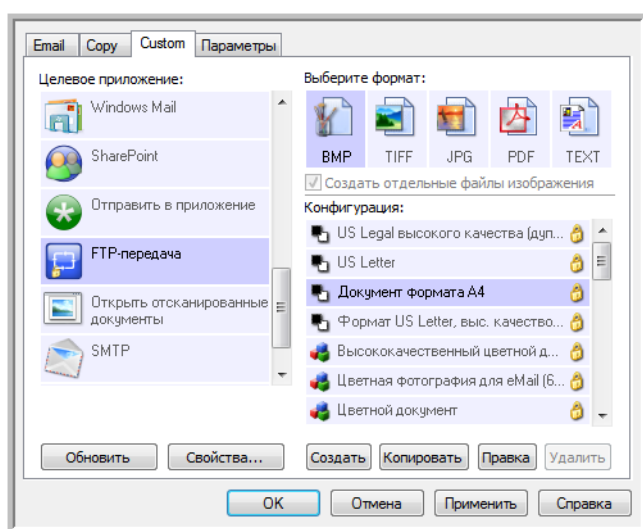 Email Copy Custom Параметры
Целевое приложение:
Windows Mail
SharePoint
Отправить в приложение
FTP-передача
Открыть отсканированные
документы
SMTP
Обновить Свойства...
Выберите формат:
BMP TIFF JPG PDF TEXT
Создать отдельные файлы изображения
Конфигурация:
US Legal высокого качества (дуп...
US Letter
Документ формата A4
Формат US Letter, выс. качество...
Высококачественный цветной д...
Цветная фотография для eMail (6...
Цветной документ
Создать Копировать Правка Удалить
OK Отмена Применить Справка